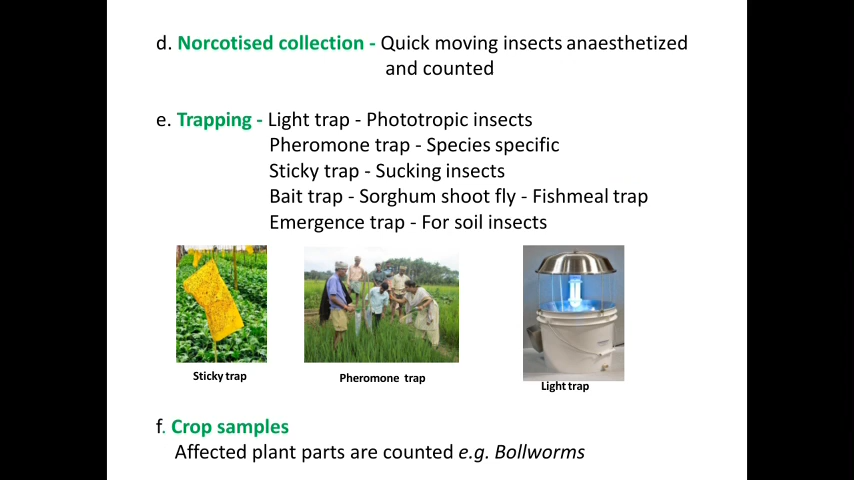 d. Norcotised collection - Quick moving insects anaesthetized
and counted
e. Trapping - Light trap - Phototropic insects
Pheromone trap - Species specific
Sticky trap - Sucking insects
Bait trap - Sorghum shoot fly - Fishmeal trap
Emergence trap - For soil insects
Sticky trap
Pheromone trap
Light trap
f. Crop samples
Affected plant parts are counted e.g. Bollworms